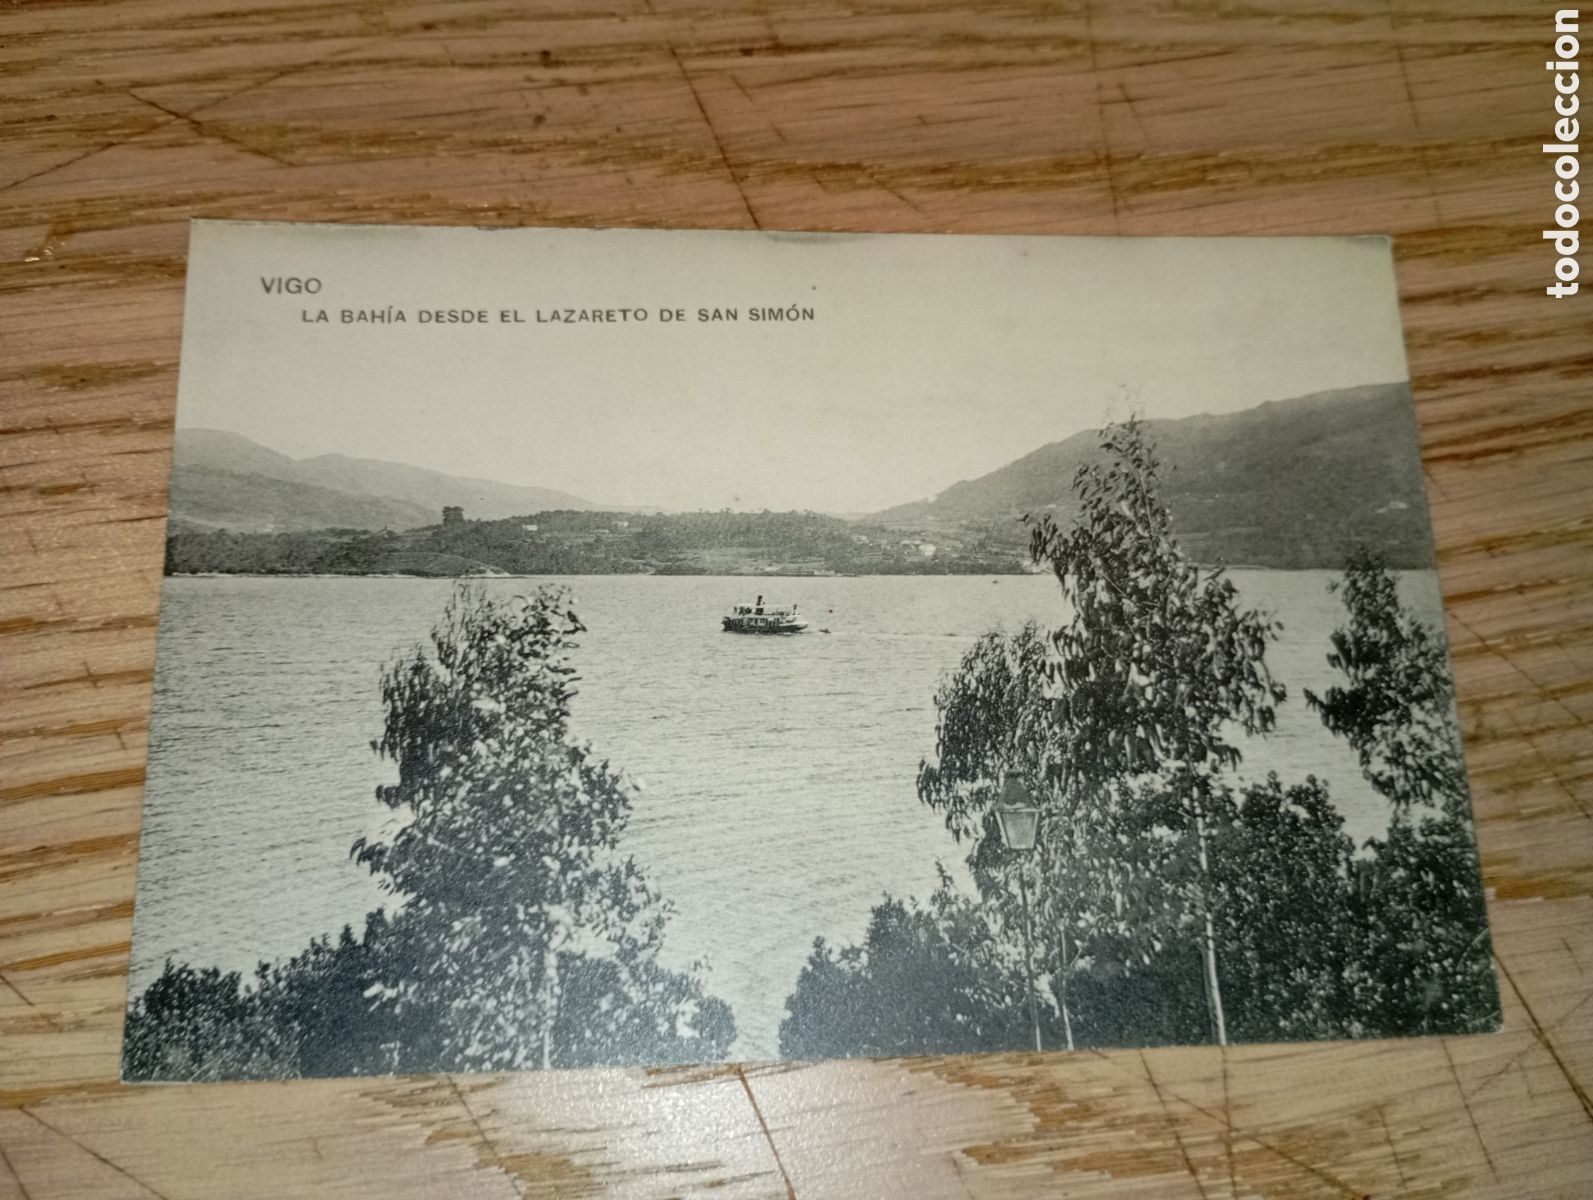 VIGO
LA BAHÍA DESDE EL LAZARETO DE SAN SIMÓN
todocoleccion